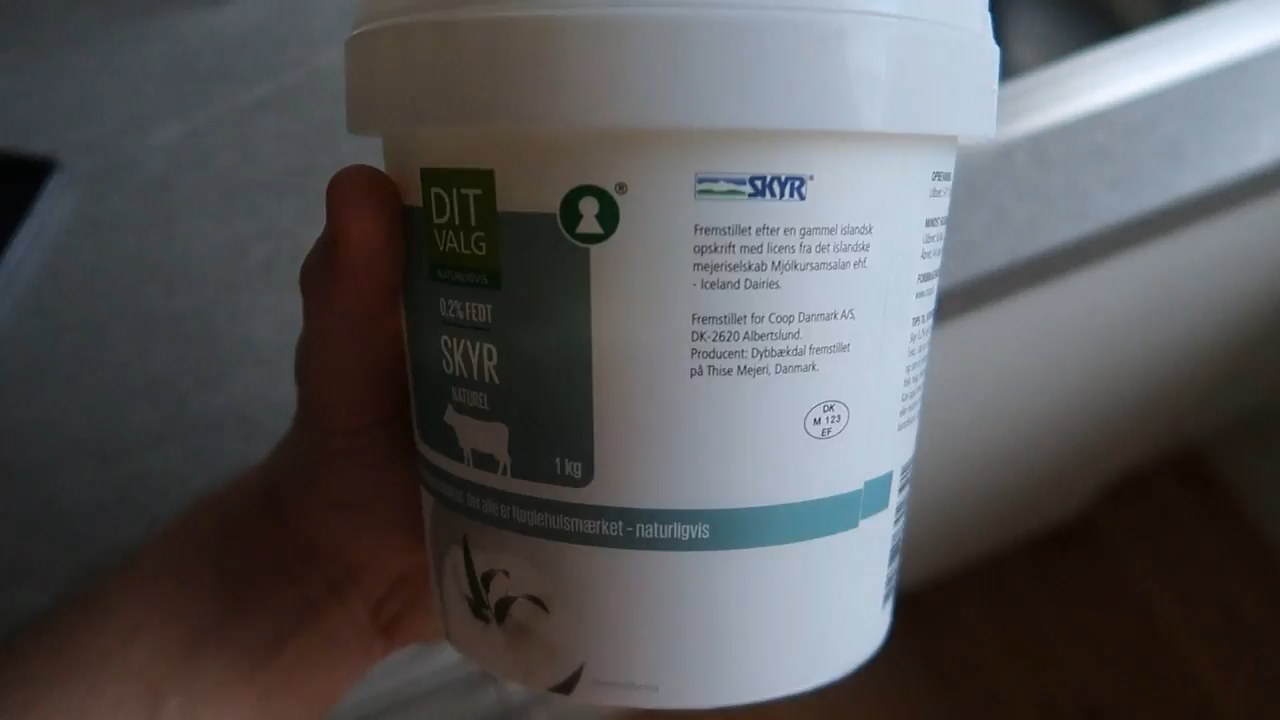 DIT
VALG
NATURLIGVIS
0,2% FEDT
SKYR
NATUREL
1 kg
der alle er Nøglehulsmærket - naturligvis
®
SKYR®
Fremstillet efter en gammel islandsk
opskrift med licens fra det islandske
mejeriselskab Mjólkursamsalan ehf.
- Iceland Dairies.
Fremstillet for Coop Danmark A/S,
DK-2620 Albertslund.
Producent: Dybbækdal fremstillet
på Thise Mejeri, Danmark.
DK
M 123
EF